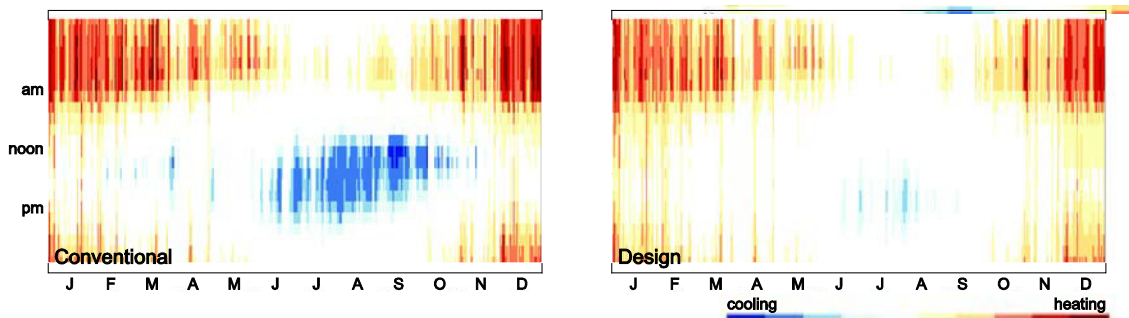 am
noon
pm
Conventional
J F M A M J J A S O N D
Design
J F M A M J J A S O N D
cooling heating